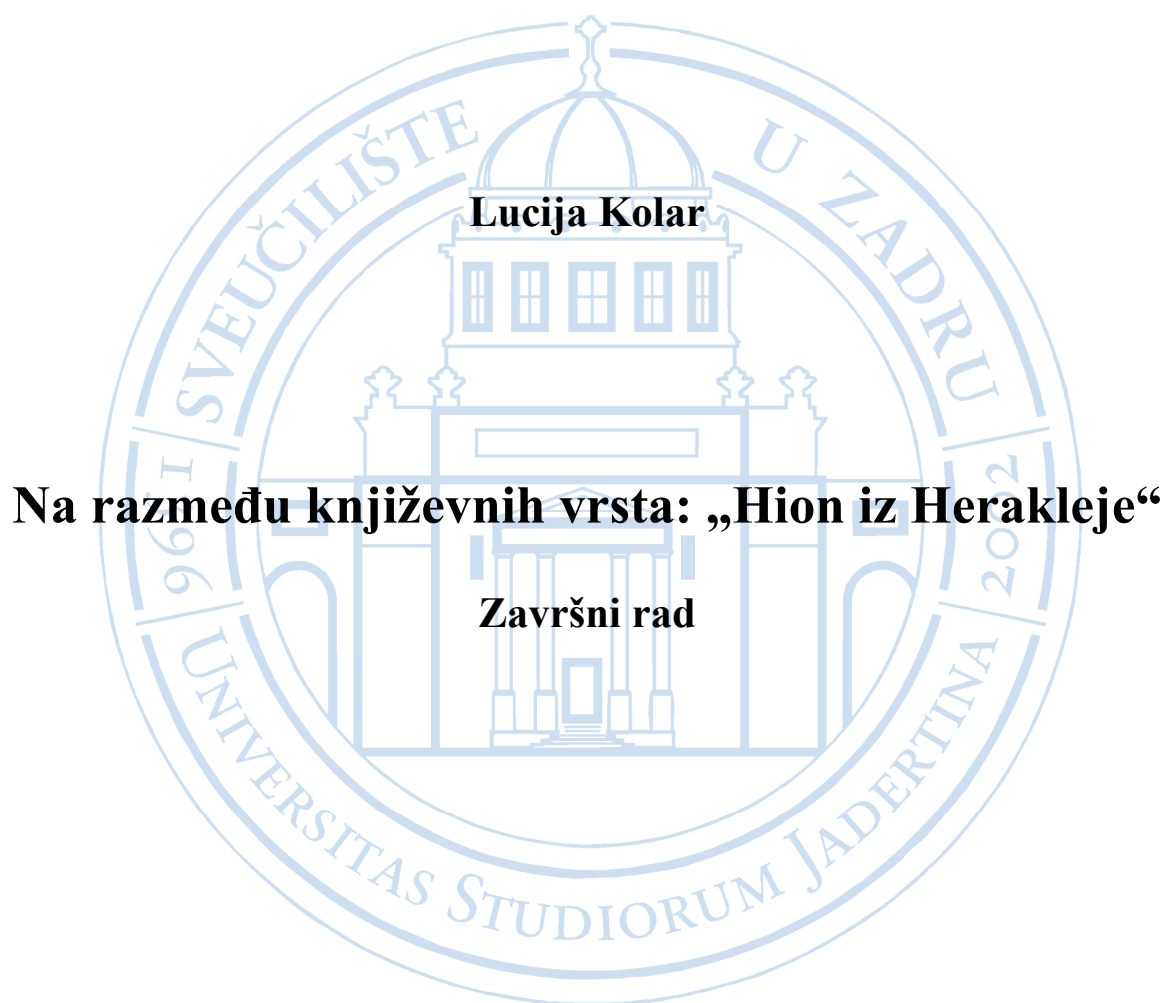 Lucija Kolar
Na razmeđu književnih vrsta: „Hion iz Herakleje“
Završni rad
SVEUČILIŠTE U ZADRU
1396
2002
UNIVERSITAS STUDIORUM JADERTINA